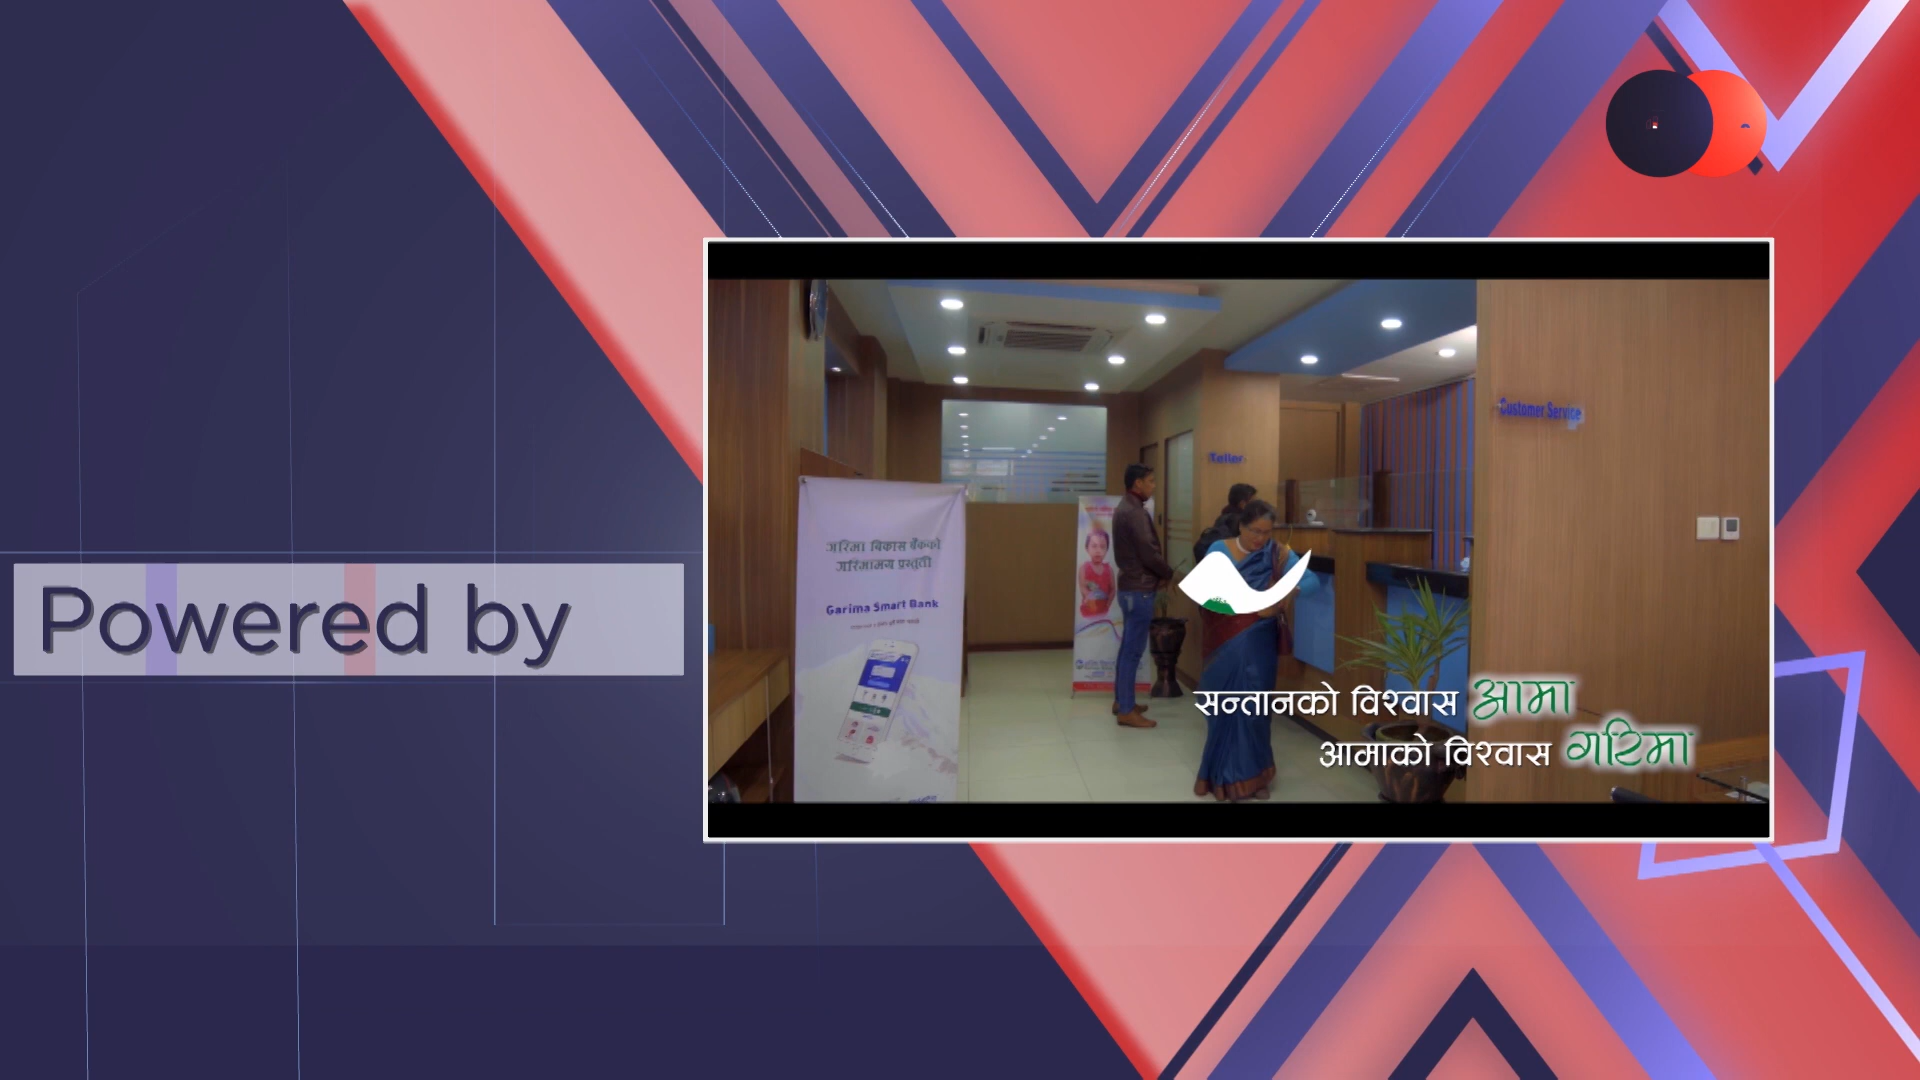 Powered by
Customer Service
Teller
गरिमा बिकास बैंकको
गरिमामय प्रस्तुती
Garima Smart Bank
सन्तानको विश्वास आमा
आमाको विश्वास गरिमा